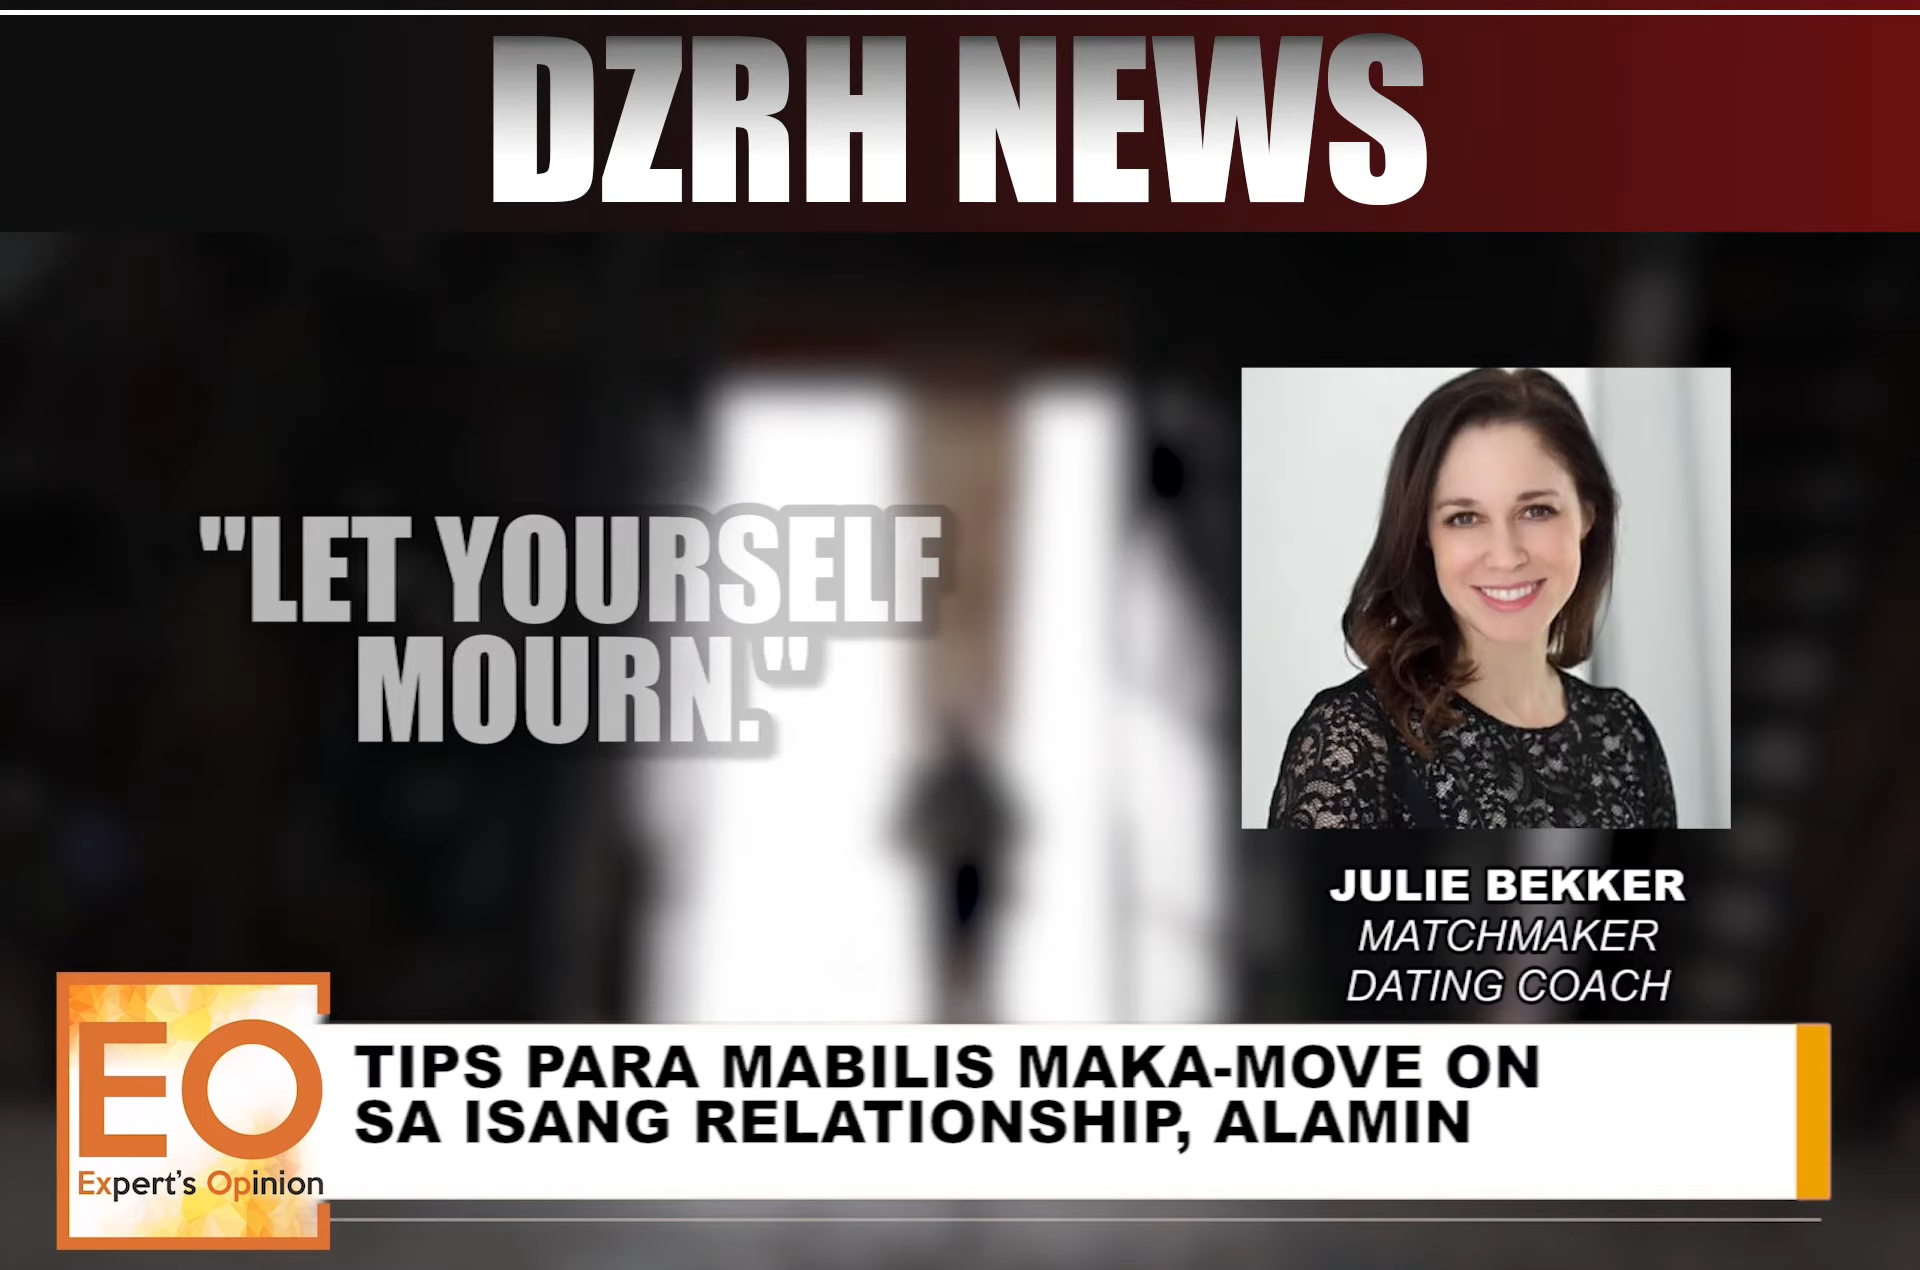 DZRH NEWS
"LET YOURSELF
MOURN."
JULIE BEKKER
MATCHMAKER
DATING COACH
EO
Expert's Opinion
TIPS PARA MABILIS MAKA-MOVE ON
SA ISANG RELATIONSHIP, ALAMIN